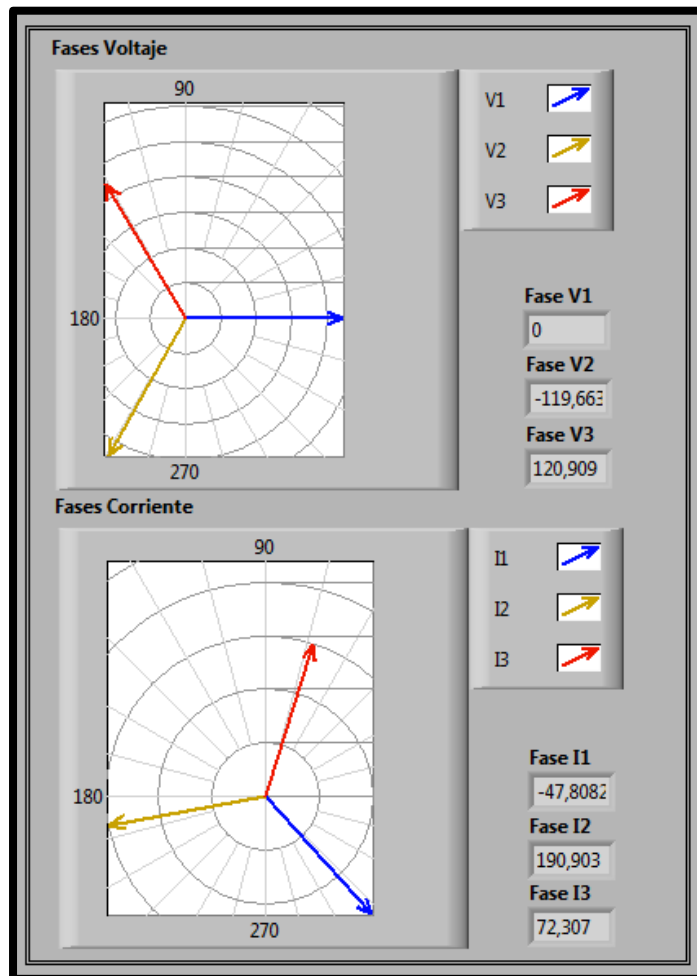 Fases Voltaje
90
180
270
V1
V2
V3
Fase V1
0
Fase V2
-119,663
Fase V3
120,909
Fases Corriente
90
180
270
I1
I2
I3
Fase I1
-47,8082
Fase I2
190,903
Fase I3
72,307